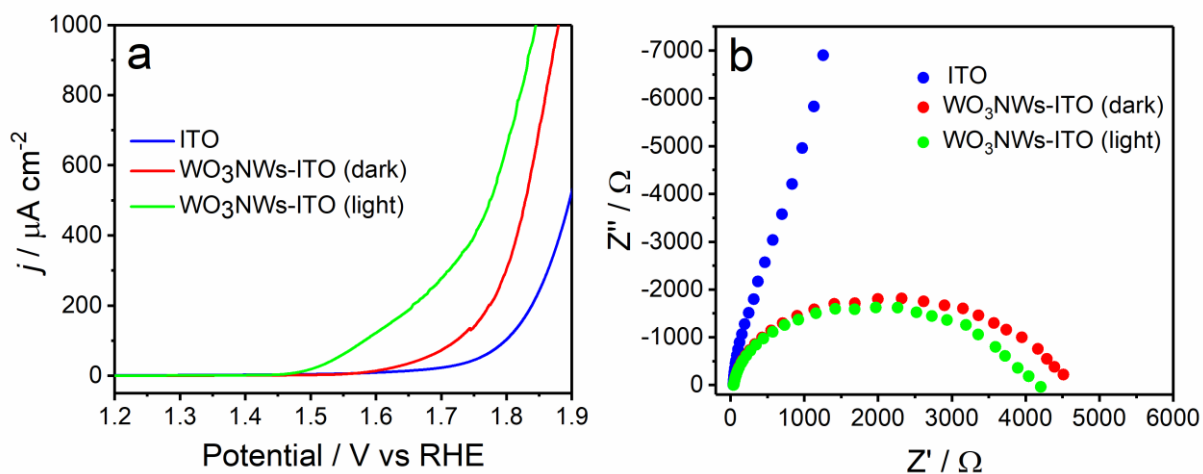 a
1000
800
600
400
200
0
j / µA cm⁻²
ITO
WO₃NWs-ITO (dark)
WO₃NWs-ITO (light)
1.2 1.3 1.4 1.5 1.6 1.7 1.8 1.9
Potential / V vs RHE
b
-7000
-6000
-5000
-4000
-3000
-2000
-1000
0
Z'' / Ω
ITO
WO₃NWs-ITO (dark)
WO₃NWs-ITO (light)
0 1000 2000 3000 4000 5000 6000
Z' / Ω